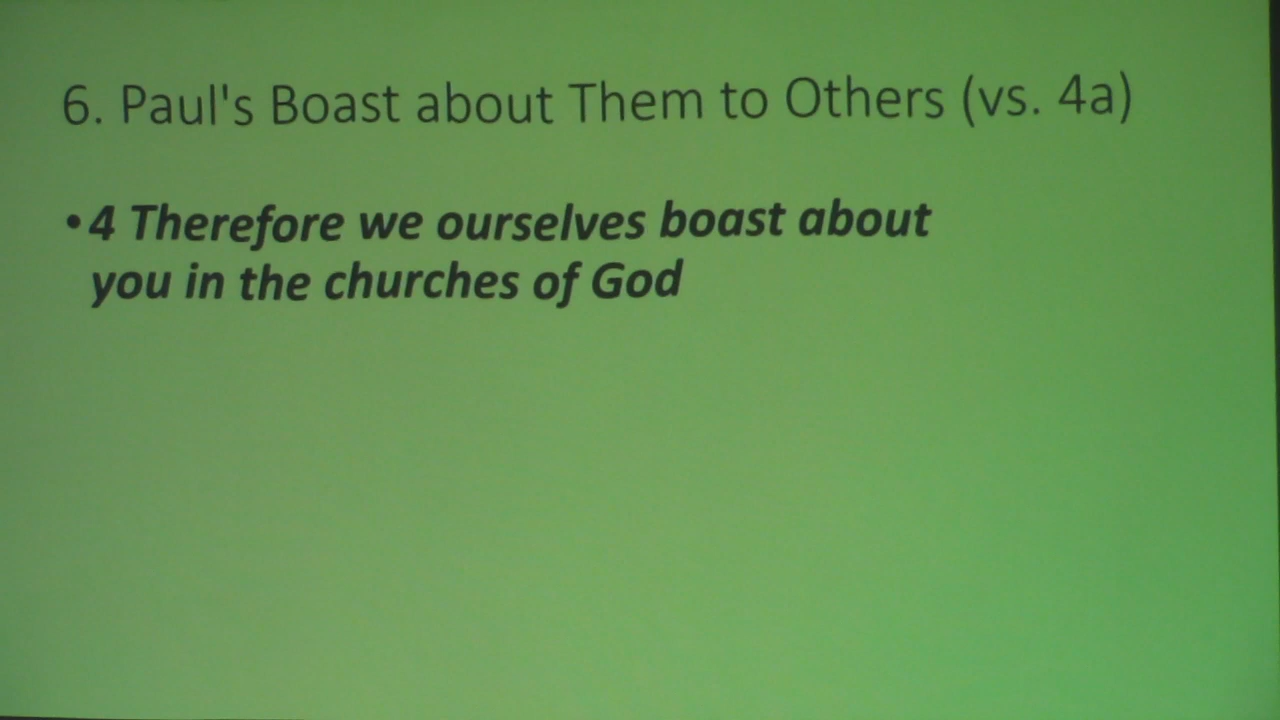 6. Paul's Boast about Them to Others (vs. 4a)
•4 Therefore we ourselves boast about
you in the churches of God